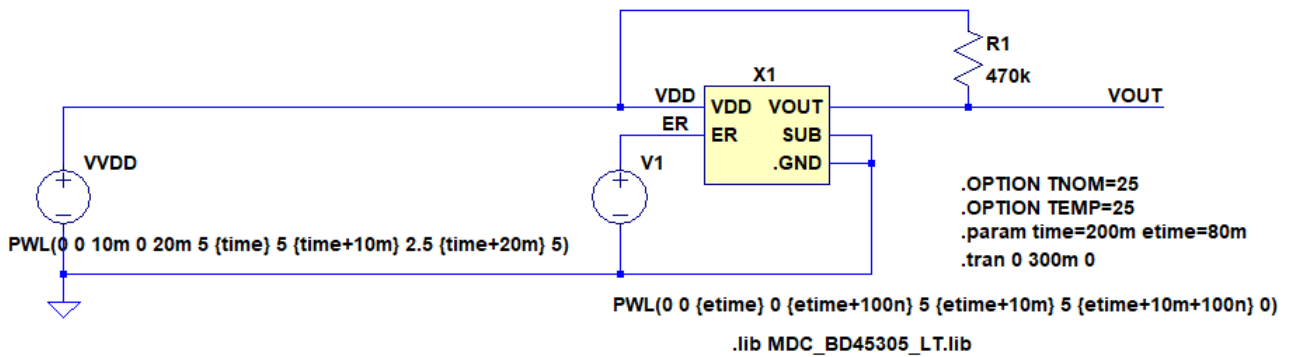 R1
470k
X1
VDD
VDD VOUT
VOUT
ER
ER SUB
.GND
VVDD
V1
PWL(0 0 10m 0 20m 5 {time} 5 {time+10m} 2.5 {time+20m} 5)
.OPTION TNOM=25
.OPTION TEMP=25
.param time=200m etime=80m
.tran 0 300m 0
PWL(0 0 {etime} 0 {etime+100n} 5 {etime+10m} 5 {etime+10m+100n} 0)
.lib MDC_BD45305_LT.lib